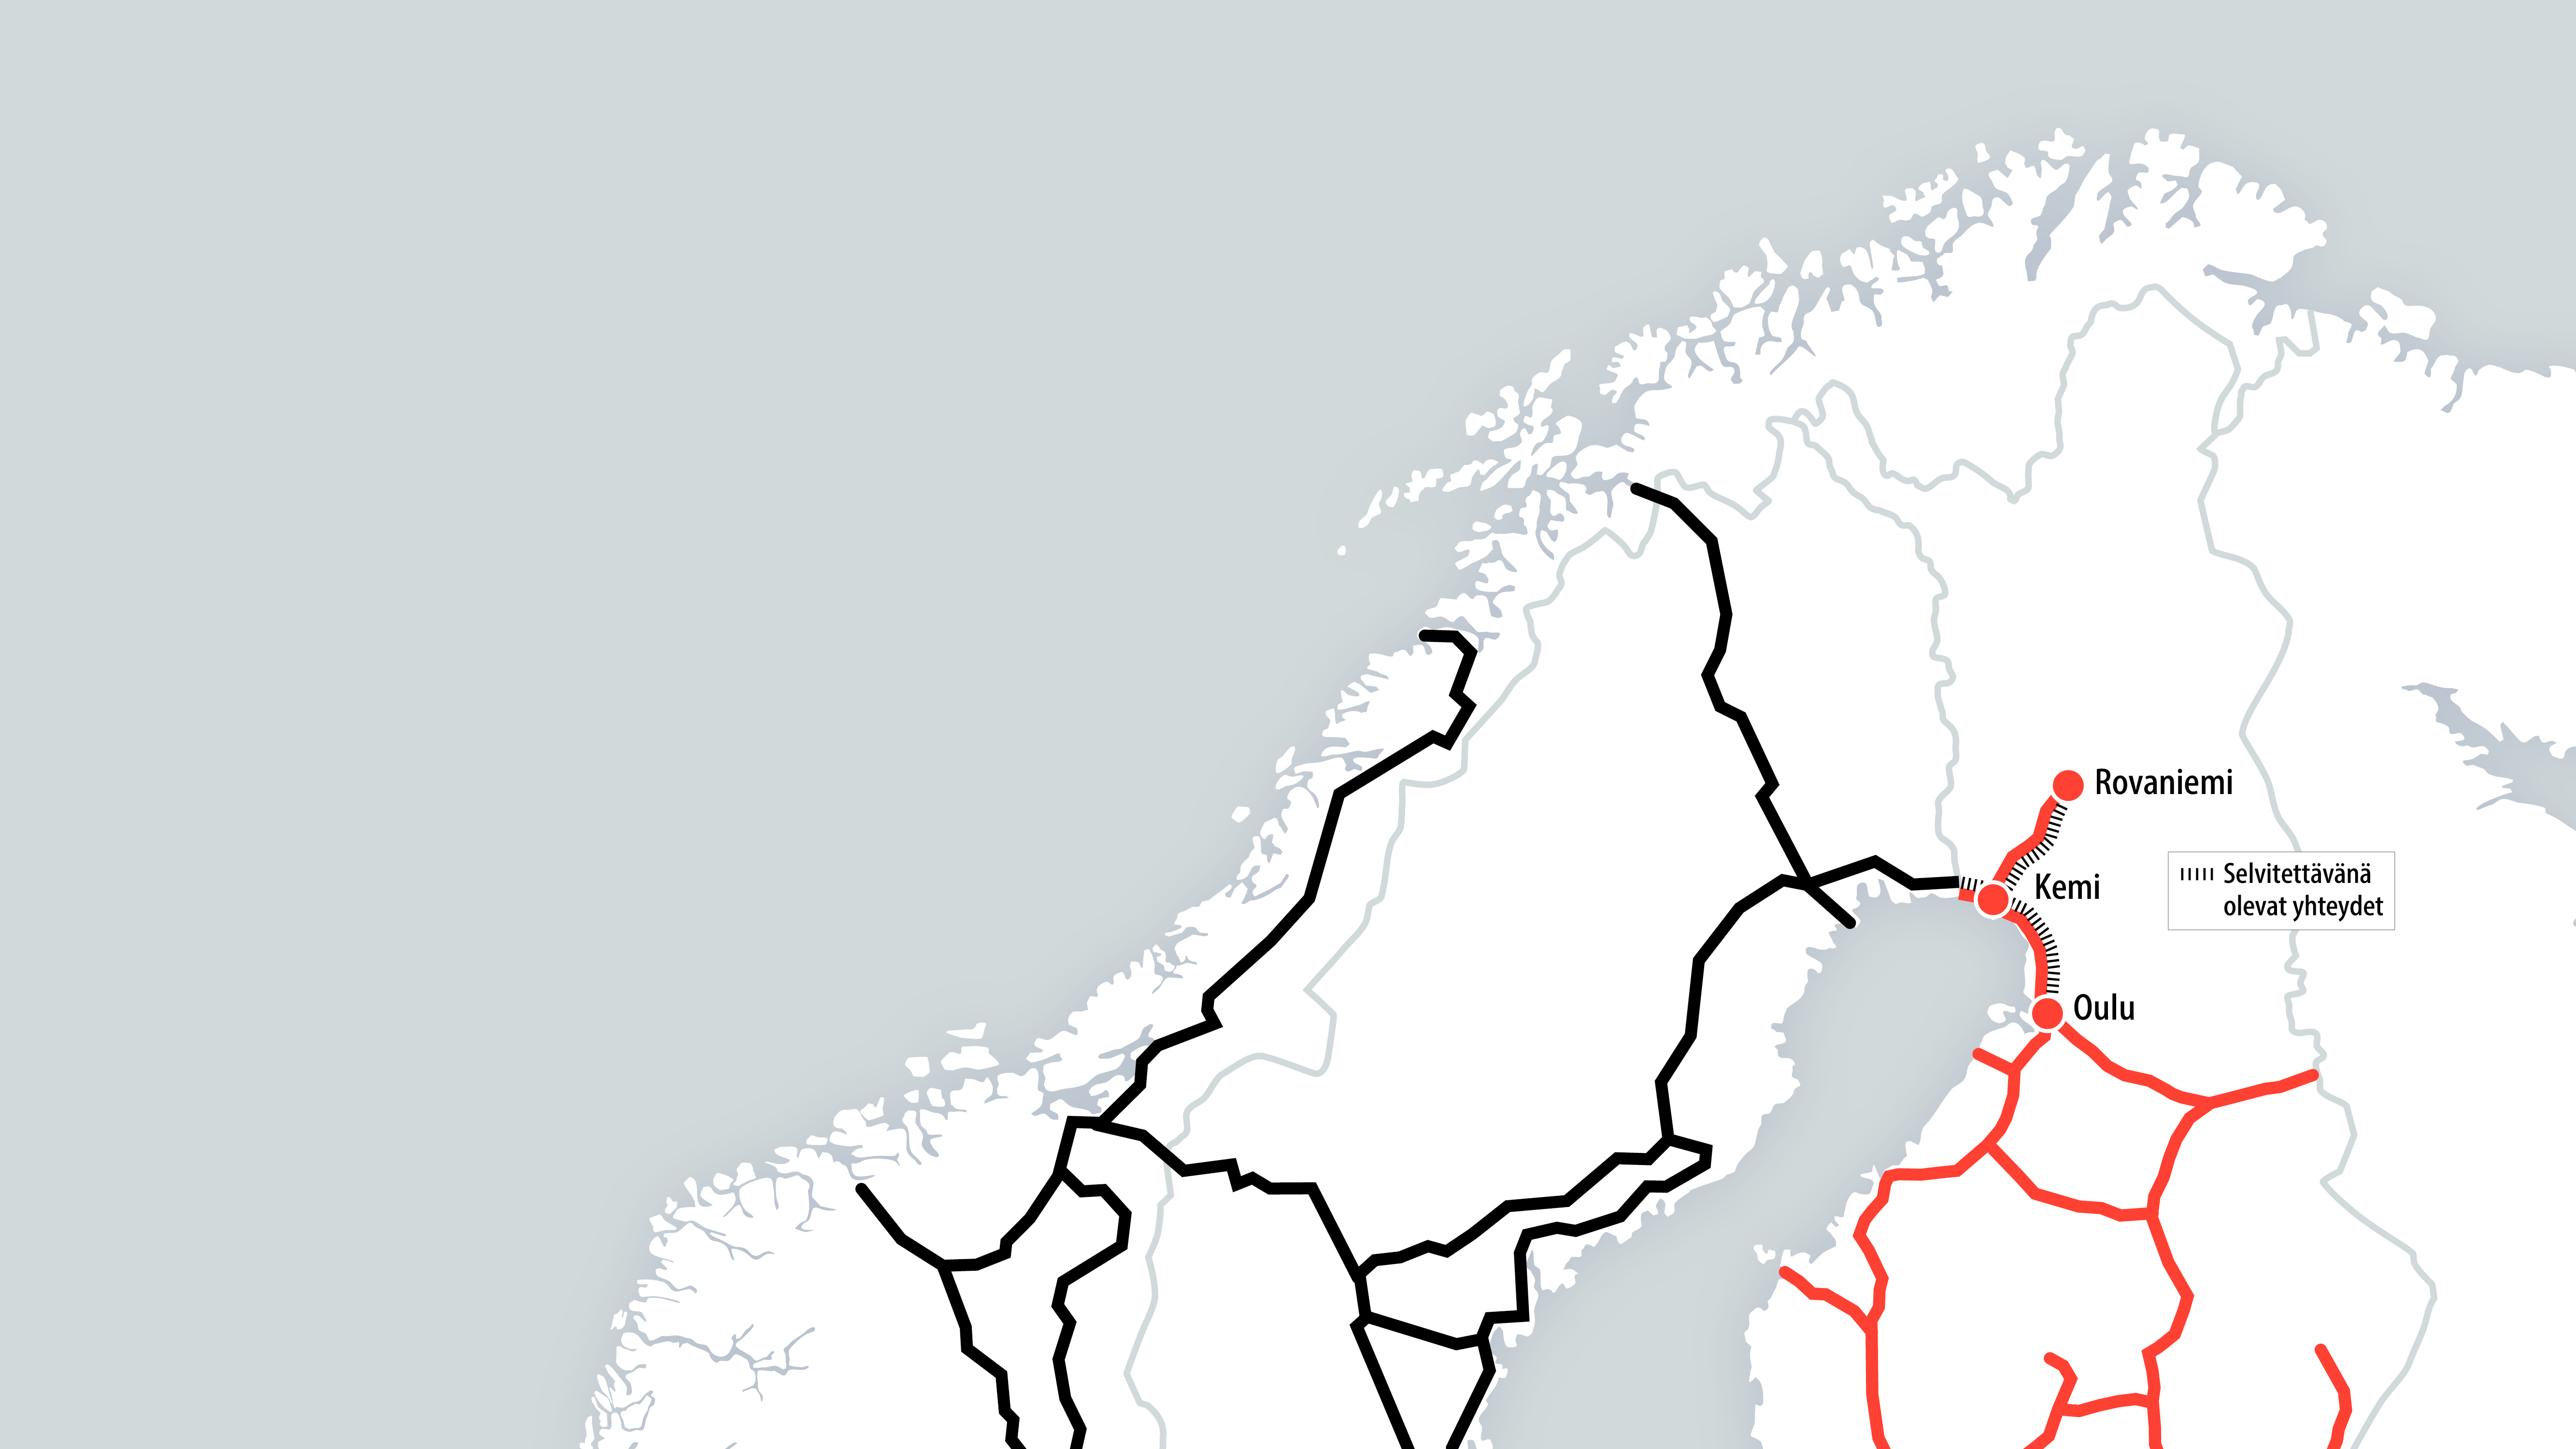 Rovaniemi
Selvitettävänä
olevat yhteydet
Kemi
Oulu